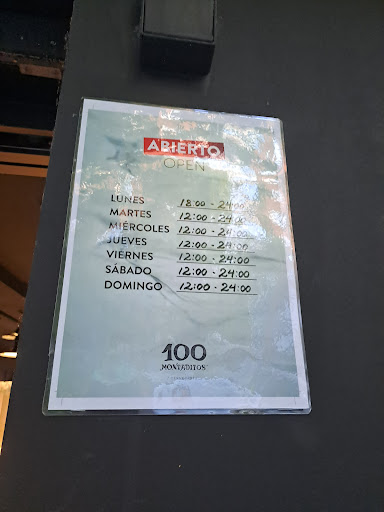 ABIERTO
OPEN
LUNES 18:00 - 24:00
MARTES 12:00 - 24:00
MIÉRCOLES 12:00 - 24:00
JUEVES 12:00 - 24:00
VIERNES 12:00 - 24:00
SÁBADO 12:00 - 24:00
DOMINGO 12:00 - 24:00
100
MONTADITOS